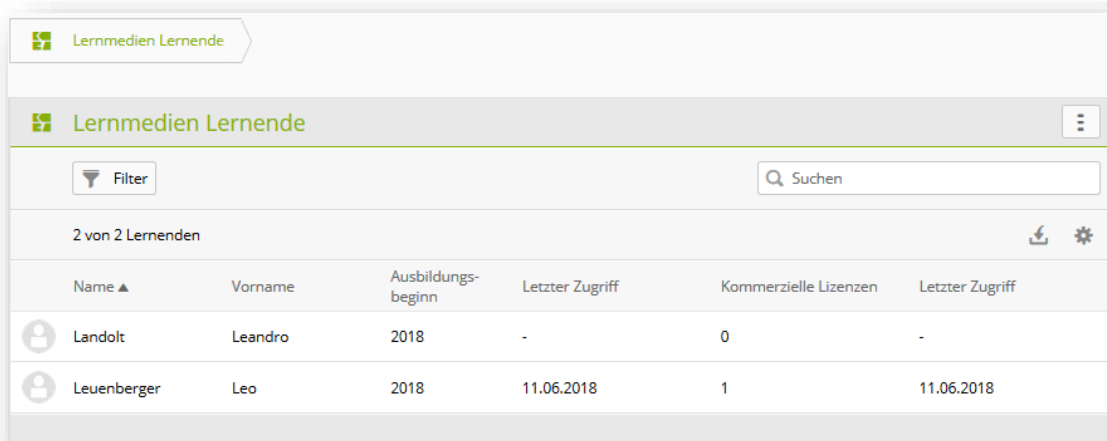 Lernmedien Lernende
Lernmedien Lernende
Filter
Suchen
2 von 2 Lernenden
Name ▲ Vorname Ausbildungs-
beginn Letzter Zugriff Kommerzielle Lizenzen Letzter Zugriff
Landolt Leandro 2018 - 0 -
Leuenberger Leo 2018 11.06.2018 1 11.06.2018